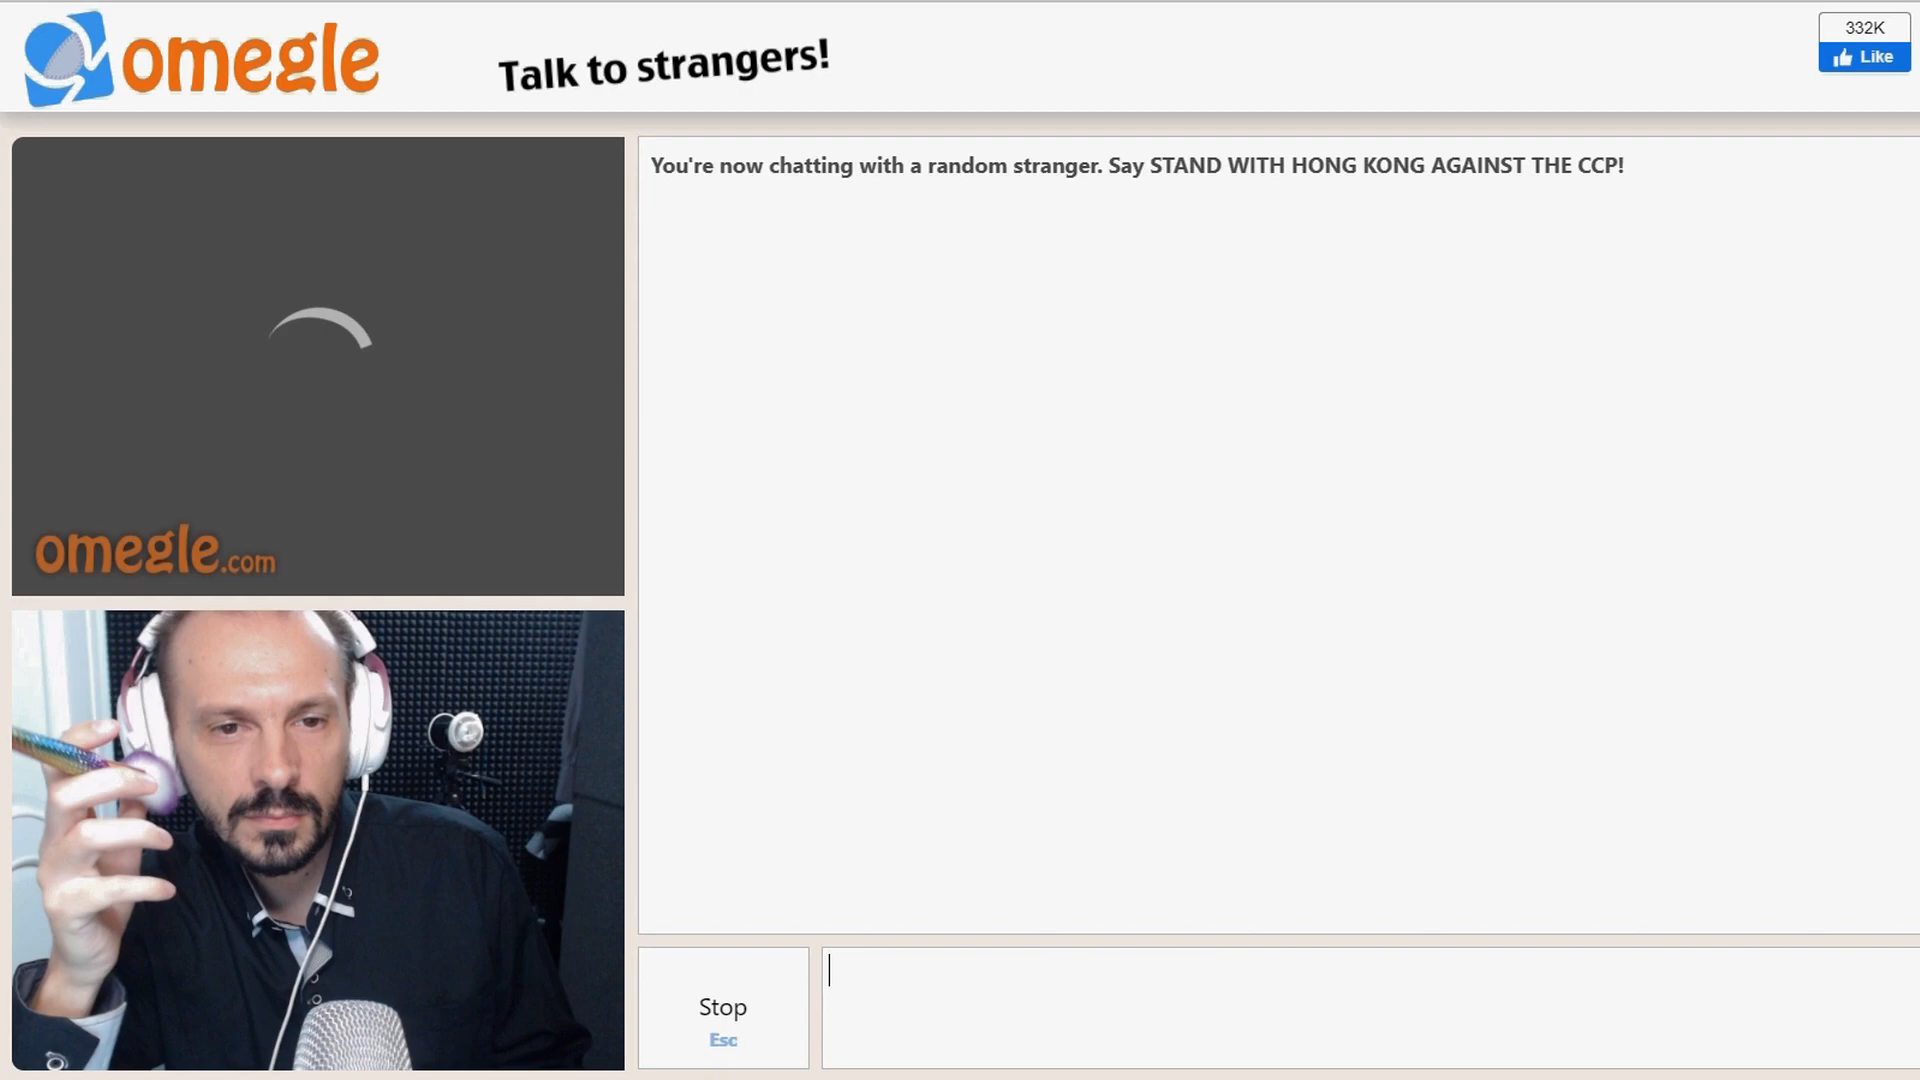 omegle
Talk to strangers!
332K
Like
You're now chatting with a random stranger. Say STAND WITH HONG KONG AGAINST THE CCP!
omegle.com
Stop
Esc